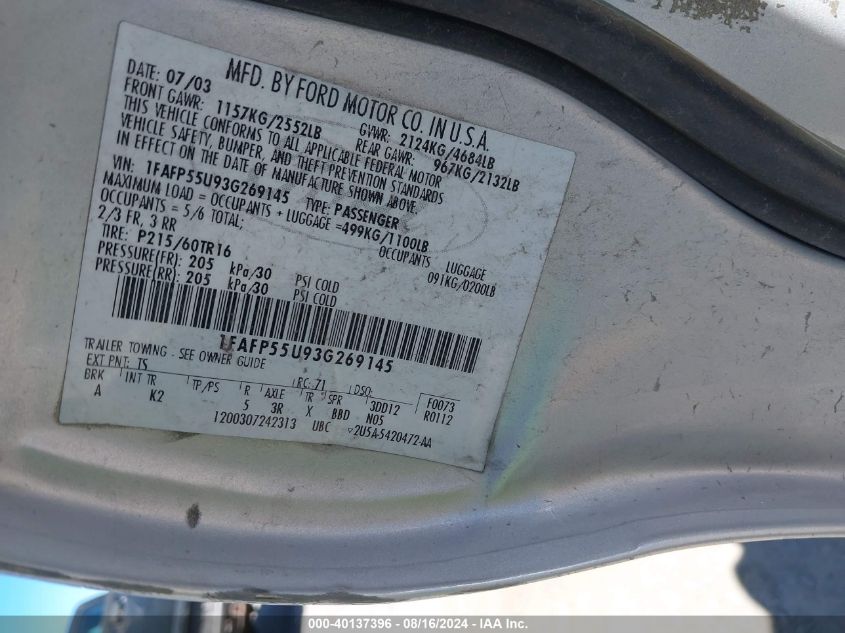 MFD. BY FORD MOTOR CO. IN U.S.A.
DATE: 07/03 GVWR: 2124KG/4684LB
FRONT GAWR: 1157KG/2552LB REAR GAWR: 967KG/2132LB
THIS VEHICLE CONFORMS TO ALL APPLICABLE FEDERAL MOTOR
VEHICLE SAFETY, BUMPER, AND THEFT PREVENTION STANDARDS
IN EFFECT ON THE DATE OF MANUFACTURE SHOWN ABOVE.
VIN: 1FAFP55U93G269145 TYPE: PASSENGER
MAXIMUM LOAD = OCCUPANTS + LUGGAGE =499KG/1100LB
OCCUPANTS = 5/6 TOTAL; OCCUPANTS LUGGAGE
2/3 FR, 3 RR 091KG/0200LB
TIRE: P215/60TR16
PRESSURE(FR): 205 kPa/30 PSI COLD
PRESSURE(RR): 205 kPa/30 PSI COLD
1FAFP55U93G269145
TRAILER TOWING - SEE OWNER GUIDE
EXT PNT: TS RC: 71 DSO: F0073
BRK INT TR TP/PS R AXLE TR SPR 3DD12 R0112
A K2 5 3R X BBD N05
1200307242313 UBC ▽2U5A-5420472-AA
000-40137396 - 08/16/2024 - IAA Inc.